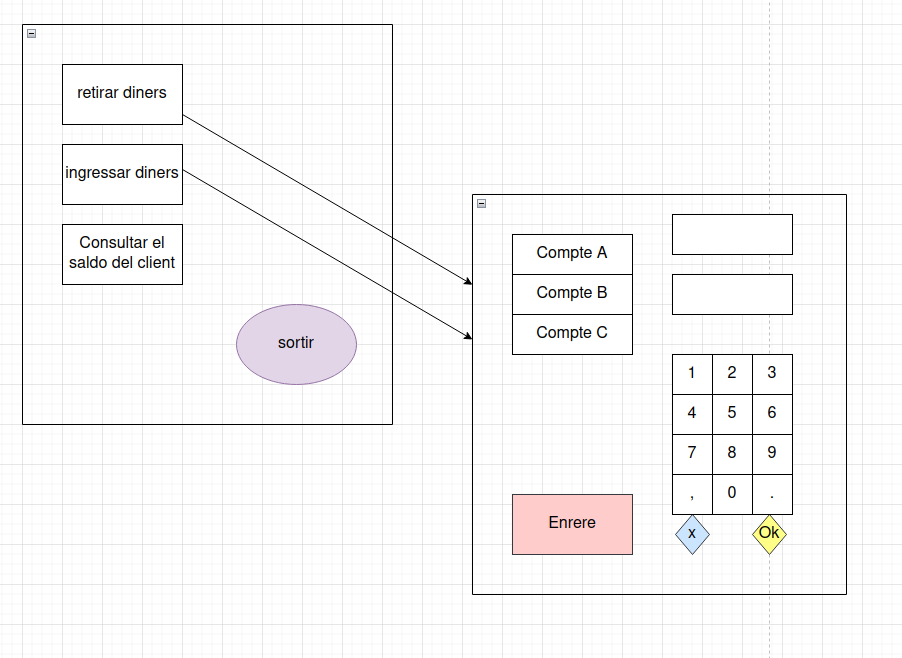 retirar diners
ingressar diners
Consultar el
saldo del client
sortir
Compte A
Compte B
Compte C
1 2 3
4 5 6
7 8 9
, 0 .
x Ok
Enrere